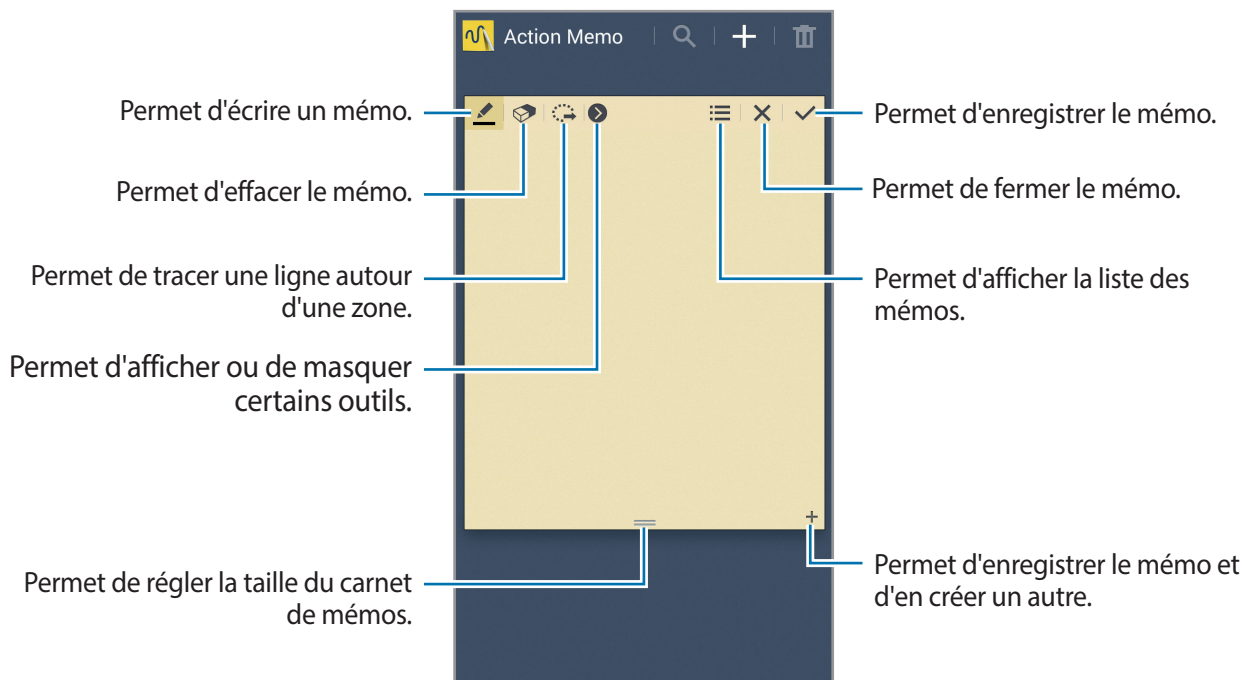 Action Memo
Permet d'écrire un mémo.
Permet d'effacer le mémo.
Permet de tracer une ligne autour
d'une zone.
Permet d'afficher ou de masquer
certains outils.
Permet de régler la taille du carnet
de mémos.
Permet d'enregistrer le mémo.
Permet de fermer le mémo.
Permet d'afficher la liste des
mémos.
Permet d'enregistrer le mémo et
d'en créer un autre.